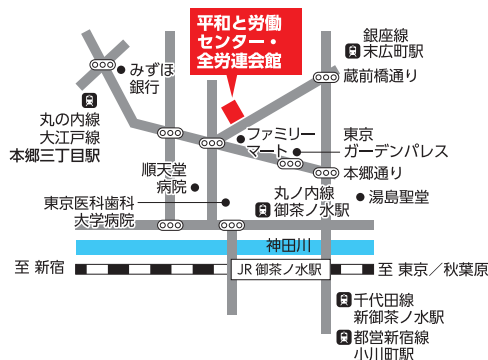 平和と労働
センター・
全労連会館
銀座線
末広町駅
蔵前橋通り
みずほ
銀行
丸の内線
大江戸線
本郷三丁目駅
ファミリー
マート
東京
ガーデンパレス
本郷通り
順天堂
病院
丸ノ内線
御茶ノ水駅
湯島聖堂
東京医科歯科
大学病院
神田川
至 新宿
JR 御茶ノ水駅
至 東京／秋葉原
千代田線
新御茶ノ水駅
都営新宿線
小川町駅